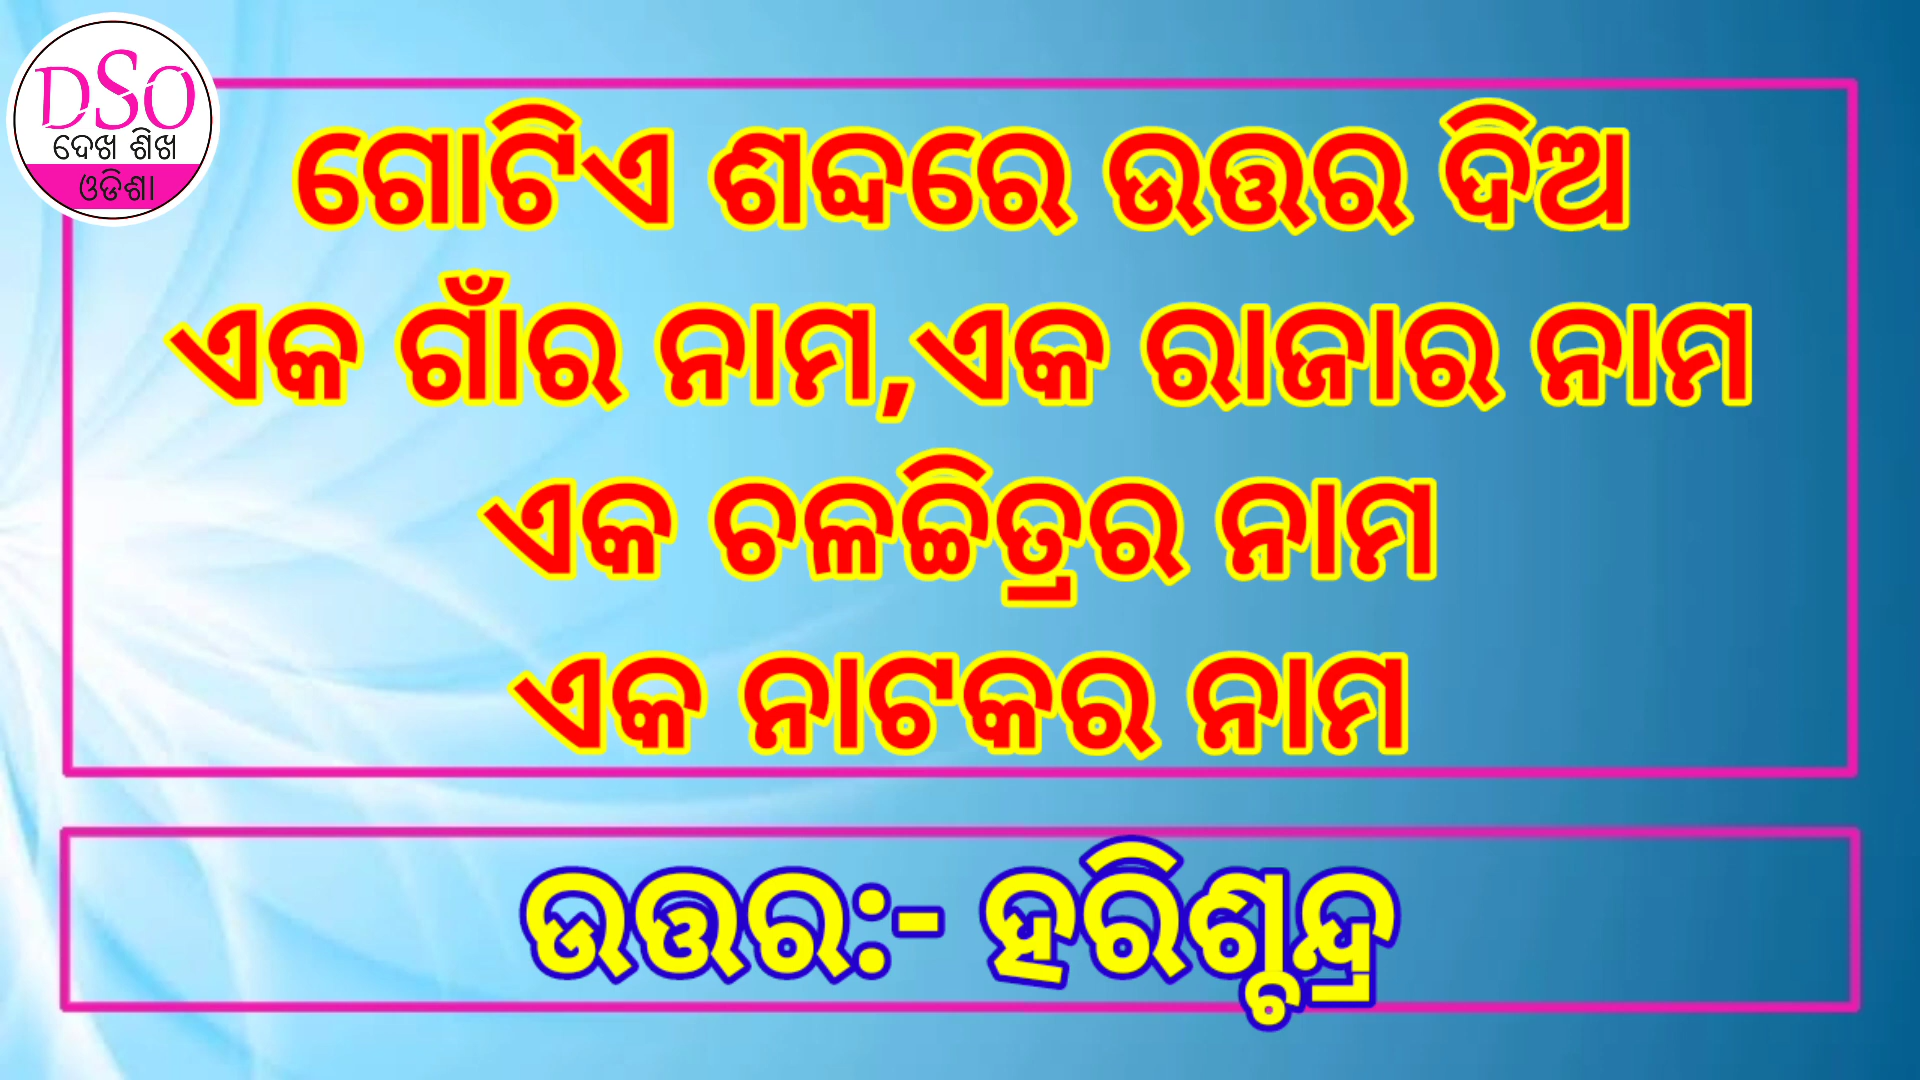 DSO
ଦେଖ ଶିଖ
ଓଡିଶା
ଗୋଟିଏ ଶବ୍ଦରେ ଉତ୍ତର ଦିଅ
ଏକ ଗାଁର ନାମ,ଏକ ରାଜାର ନାମ
ଏକ ଚଳଚ୍ଚିତ୍ରର ନାମ
ଏକ ନାଟକର ନାମ
ଉତ୍ତର:- ହରିଶ୍ଚନ୍ଦ୍ର